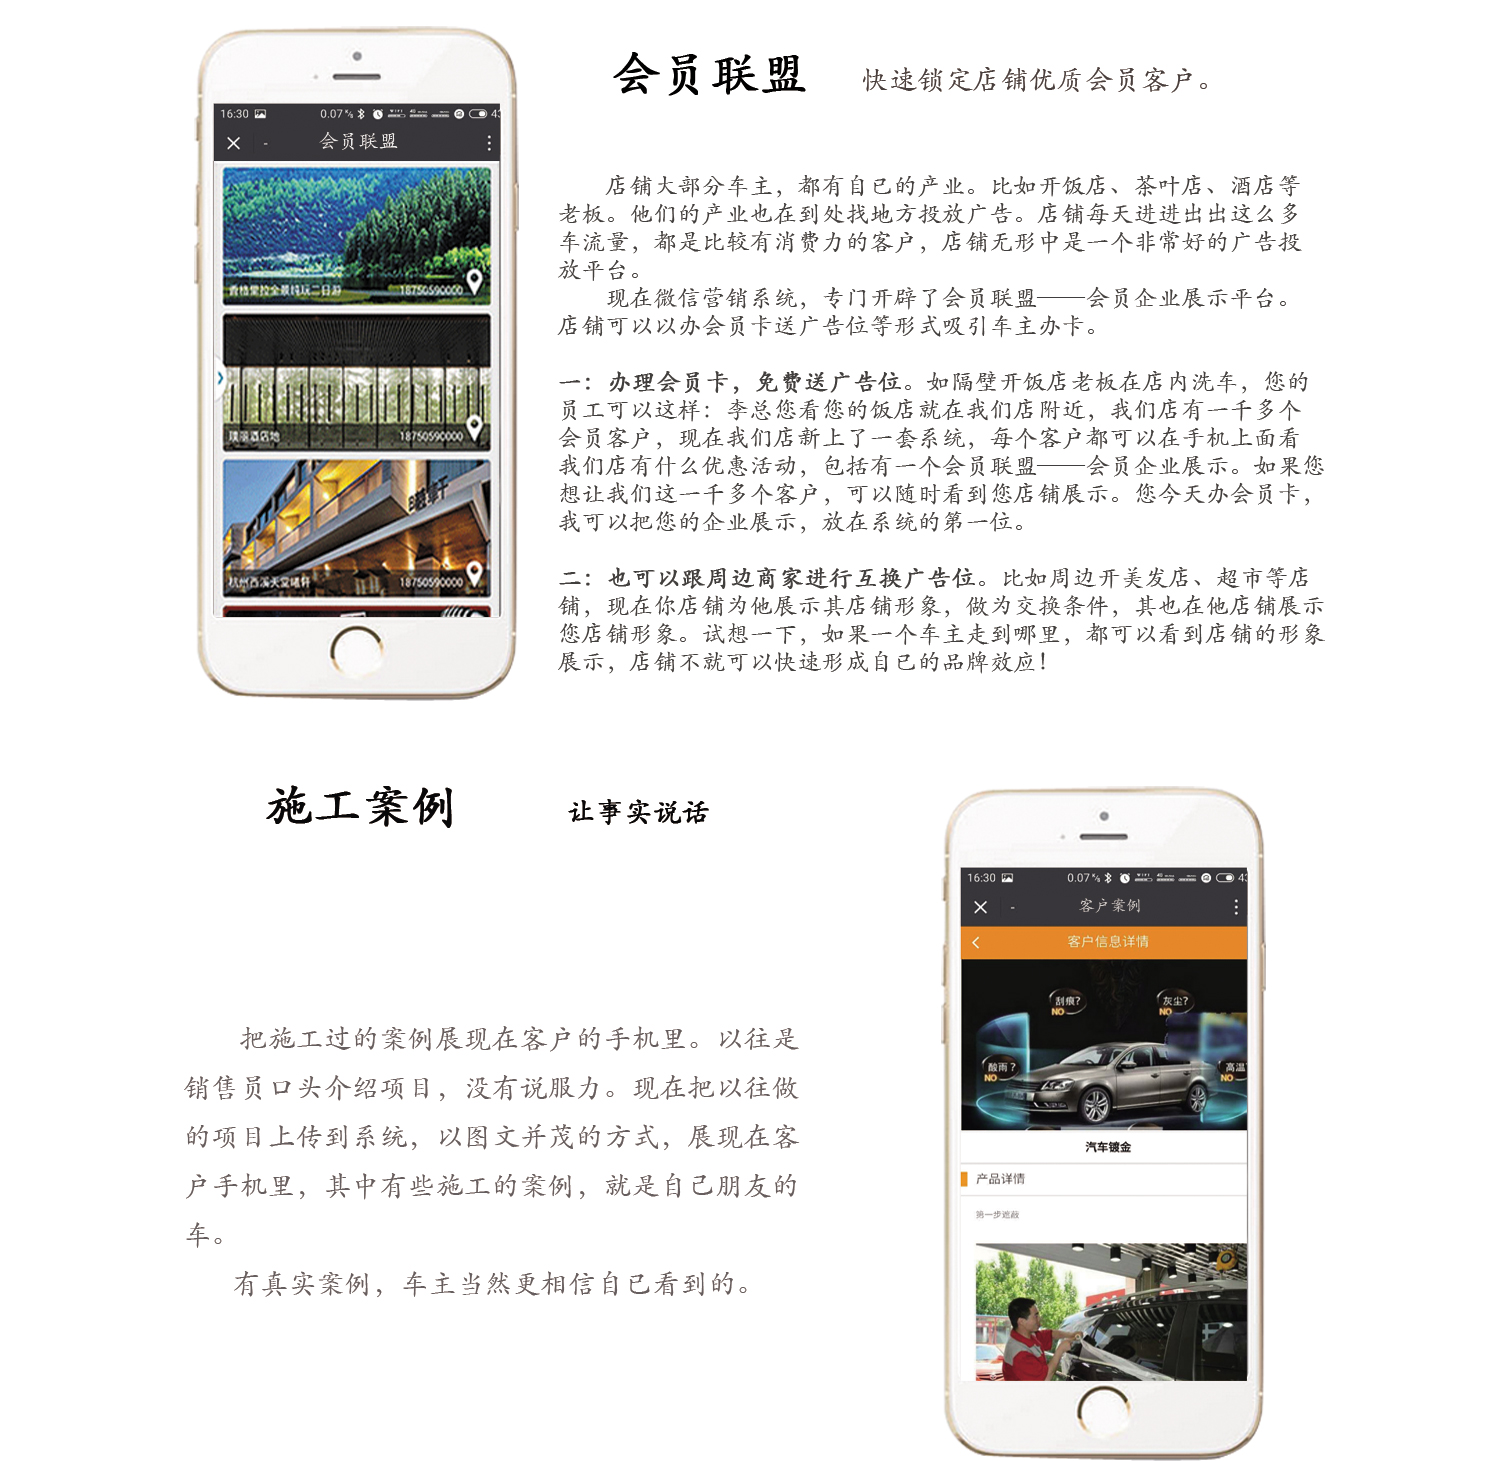 会员联盟 快速锁定店铺优质会员客户。
16:30 0.07 K/s 43
× - 会员联盟
香格里拉全景纯玩二日游 18750590000
璞丽酒店地 18750590000
杭州西溪天堂 18750590000
店铺大部分车主，都有自己的产业。比如开饭店、茶叶店、酒店等
老板。他们的产业也在到处找地方投放广告。店铺每天进进出出这么多
车流量，都是比较有消费力的客户，店铺无形中是一个非常好的广告投
放平台。
现在微信营销系统，专门开辟了会员联盟——会员企业展示平台。
店铺可以以办会员卡送广告位等形式吸引车主办卡。
一：办理会员卡，免费送广告位。如隔壁开饭店老板在店内洗车，您的
员工可以这样：李总您看您的饭店就在我们店附近，我们店有一千多个
会员客户，现在我们店新上了一套系统，每个客户都可以在手机上面看
我们店有什么优惠活动，包括有一个会员联盟——会员企业展示。如果您
想让我们这一千多个客户，可以随时看到您店铺展示。您今天办会员卡，
我可以把您的企业展示，放在系统的第一位。
二：也可以跟周边商家进行互换广告位。比如周边开美发店、超市等店
铺，现在你店铺为他展示其店铺形象，做为交换条件，其也在他店铺展示
您店铺形象。试想一下，如果一个车主走到哪里，都可以看到店铺的形象
展示，店铺不就可以快速形成自己的品牌效应！
施工案例 让事实说话
把施工过的案例展现在客户的手机里。以往是
销售员口头介绍项目，没有说服力。现在把以往做
的项目上传到系统，以图文并茂的方式，展现在客
户手机里，其中有些施工的案例，就是自己朋友的
车。
有真实案例，车主当然更相信自己看到的。
16:30 0.07 K/s 43
× - 客户案例
客户信息详情
刮痕？ NO
灰尘？ NO
酸雨？ NO
高温 NO
汽车镀金
产品详情
第一步遮蔽